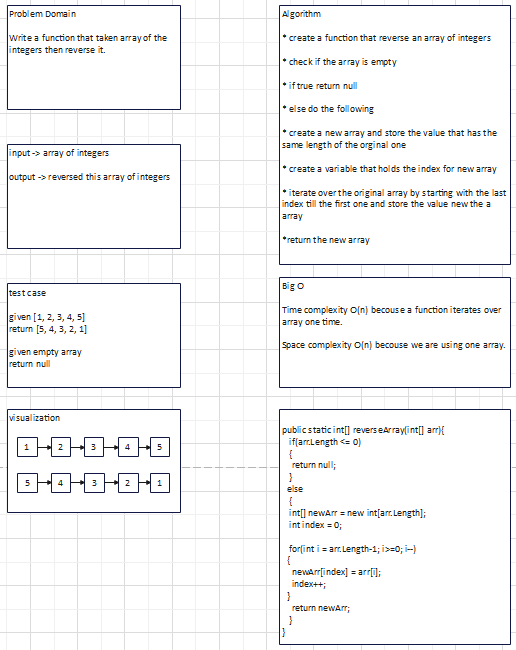 Problem Domain
Write a function that taken array of the
integers then reverse it.
input -> array of integers
output -> reversed this array of integers
test case
given [1, 2, 3, 4, 5]
return [5, 4, 3, 2, 1]
given empty array
return null
visualization
1 2 3 4 5
5 4 3 2 1
Algorithm
* create a function that reverse an array of integers
* check if the array is empty
* if true return null
* else do the following
* create a new array and store the value that has the
same length of the orginal one
* create a variable that holds the index for new array
* iterate over the original array by starting with the last
index till the first one and store the value new the a
array
*return the new array
Big O
Time complexity O(n) becouse a function iterates over
array one time.
Space complexity O(n) becouse we are using one array.
public static int[] reverseArray(int[] arr){
if(arr.Length <= 0)
{
return null;
}
else
{
int[] newArr = new int[arr.Length];
int index = 0;
for(int i = arr.Length-1; i>=0; i--)
{
newArr[index] = arr[i];
index++;
}
return newArr;
}
}